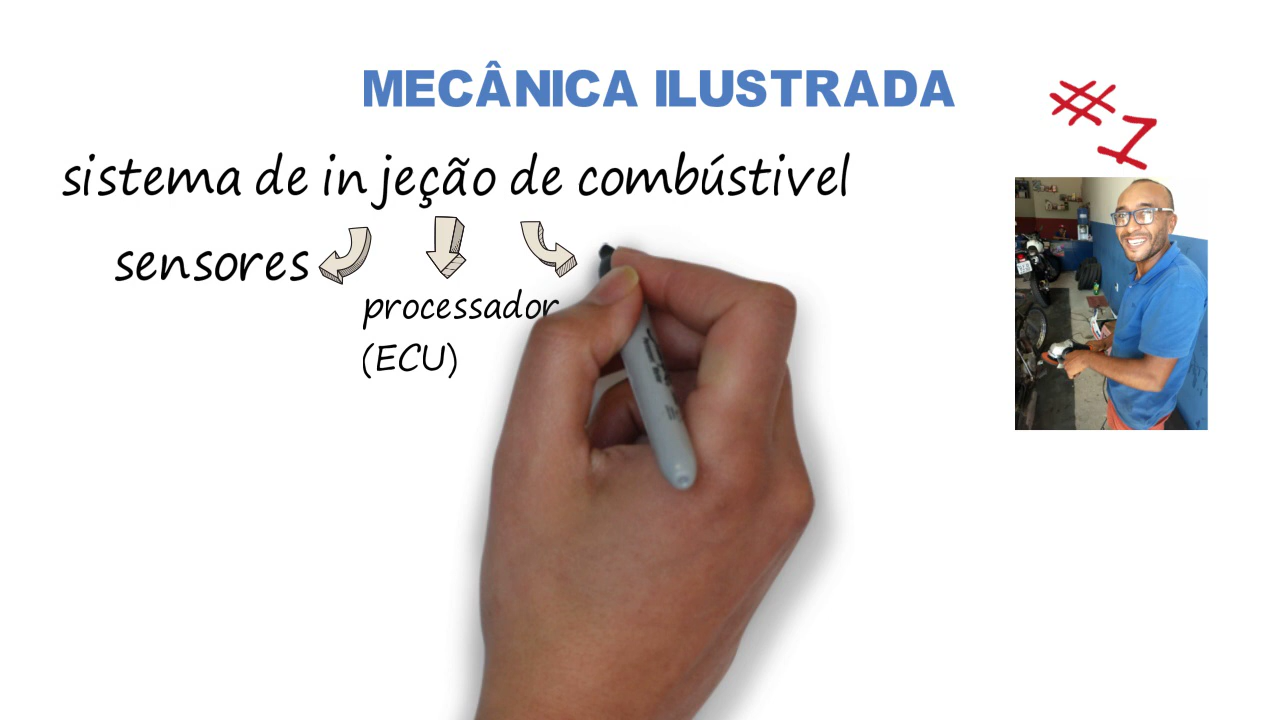 MECÂNICA ILUSTRADA
#1
sistema de injeção de combústivel
sensores
processador
(ECU)